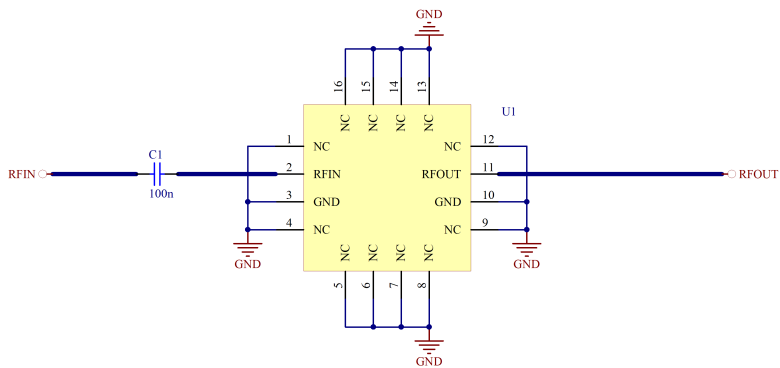 GND
16 15 14 13
NC NC NC NC
U1
1 NC NC 12
C1
RFIN 2 RFIN RFOUT 11 RFOUT
100n
3 GND GND 10
4 NC NC 9
NC NC NC NC
GND GND
5 6 7 8
GND